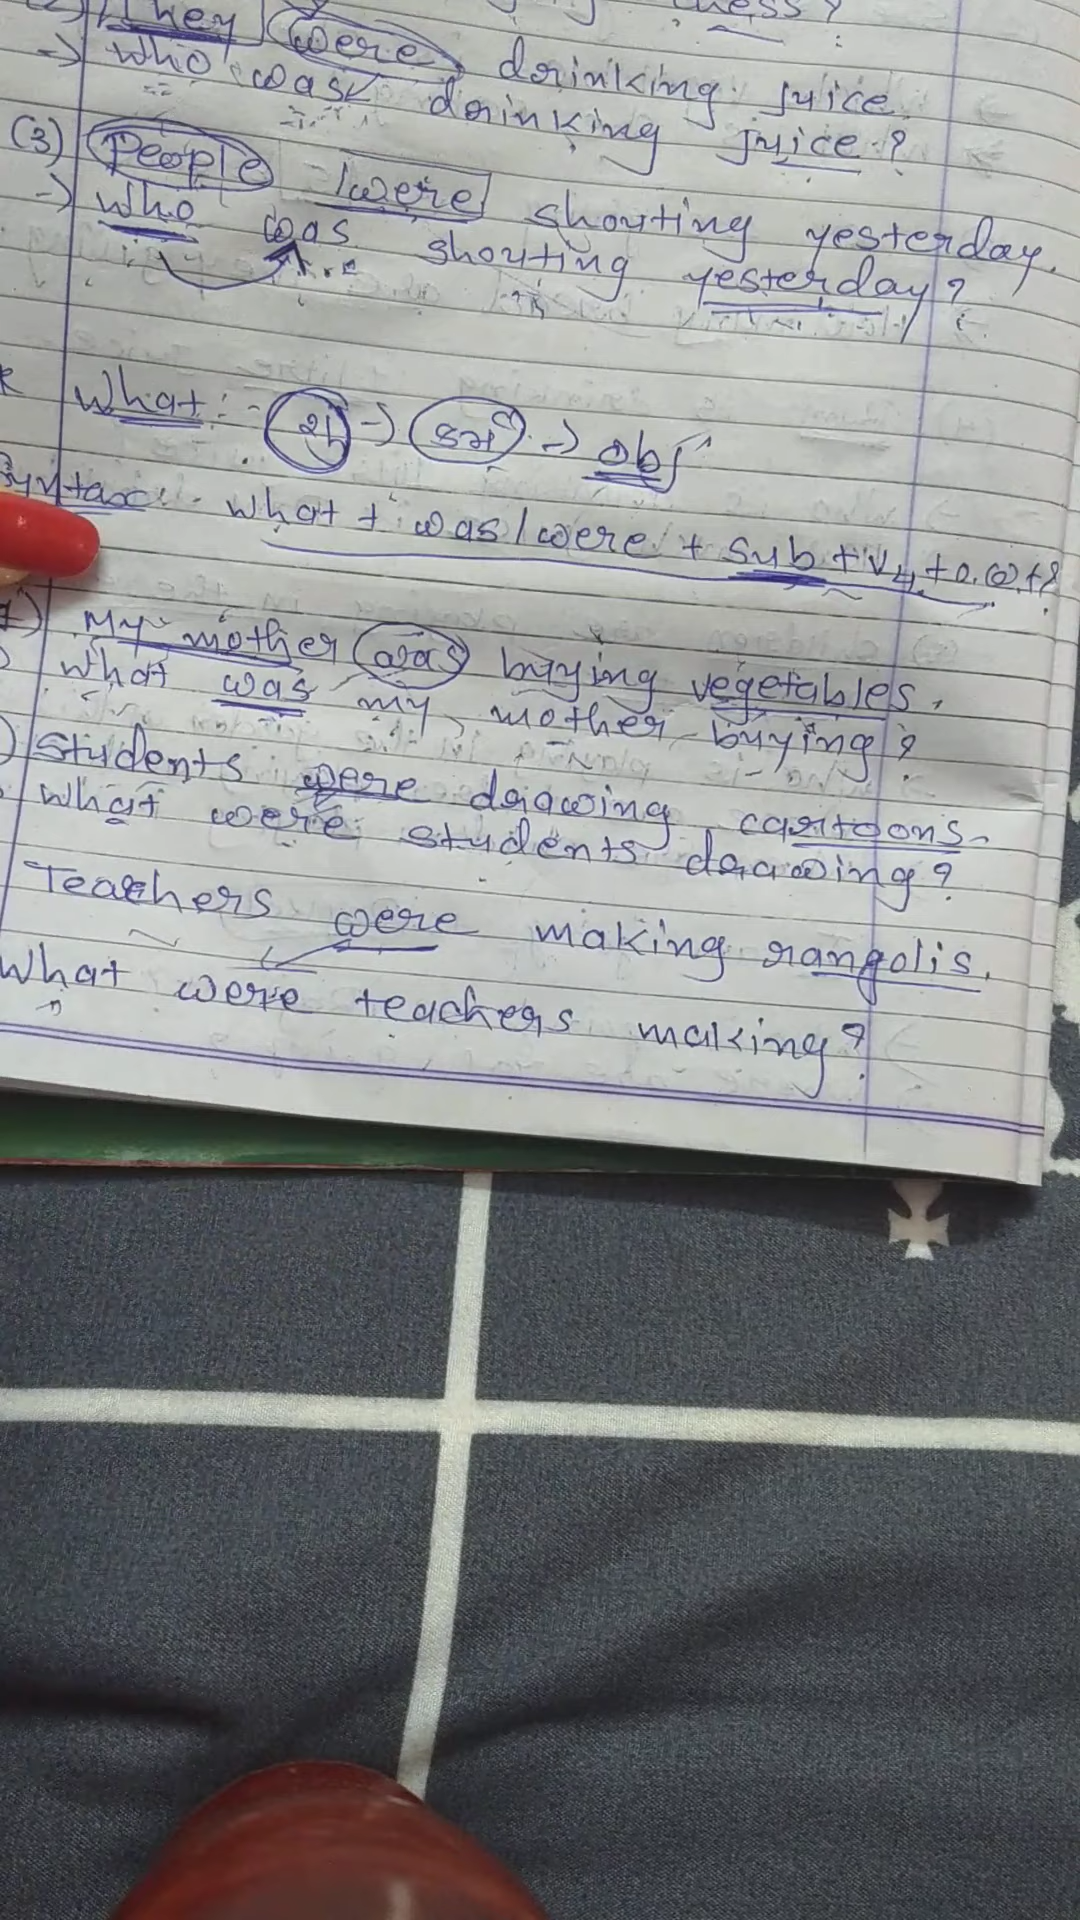 They were drinking juice.
-> who was drinking juice?
(3) People were shouting yesterday.
-> who was shouting yesterday?
What :- શું -> -> obj
Syntax :- what + was/were + sub + V4 + o.w + ?
My mother was buying vegetables.
What was my mother buying?
Students were drawing cartoons.
What were students drawing?
Teachers were making rangolis.
What were teachers making?